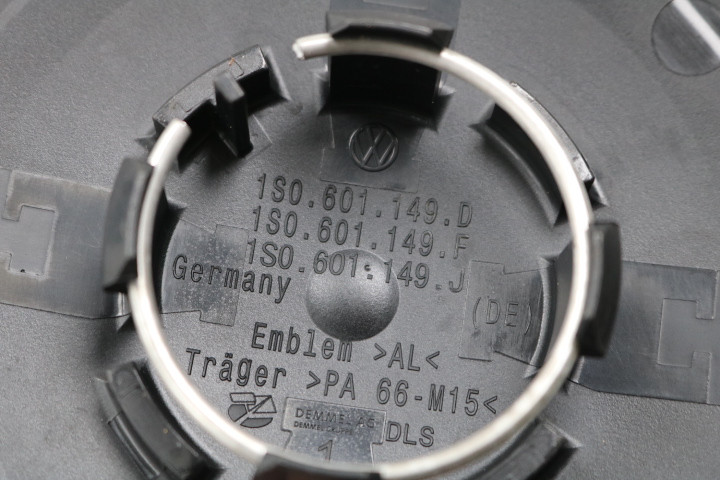 1S0.601.149.D
1S0.601.149.F
1S0.601.149.J
Germany
(DE)
Emblem >AL<
Träger >PA 66-M15<
DEMMEL AG
DLS
1